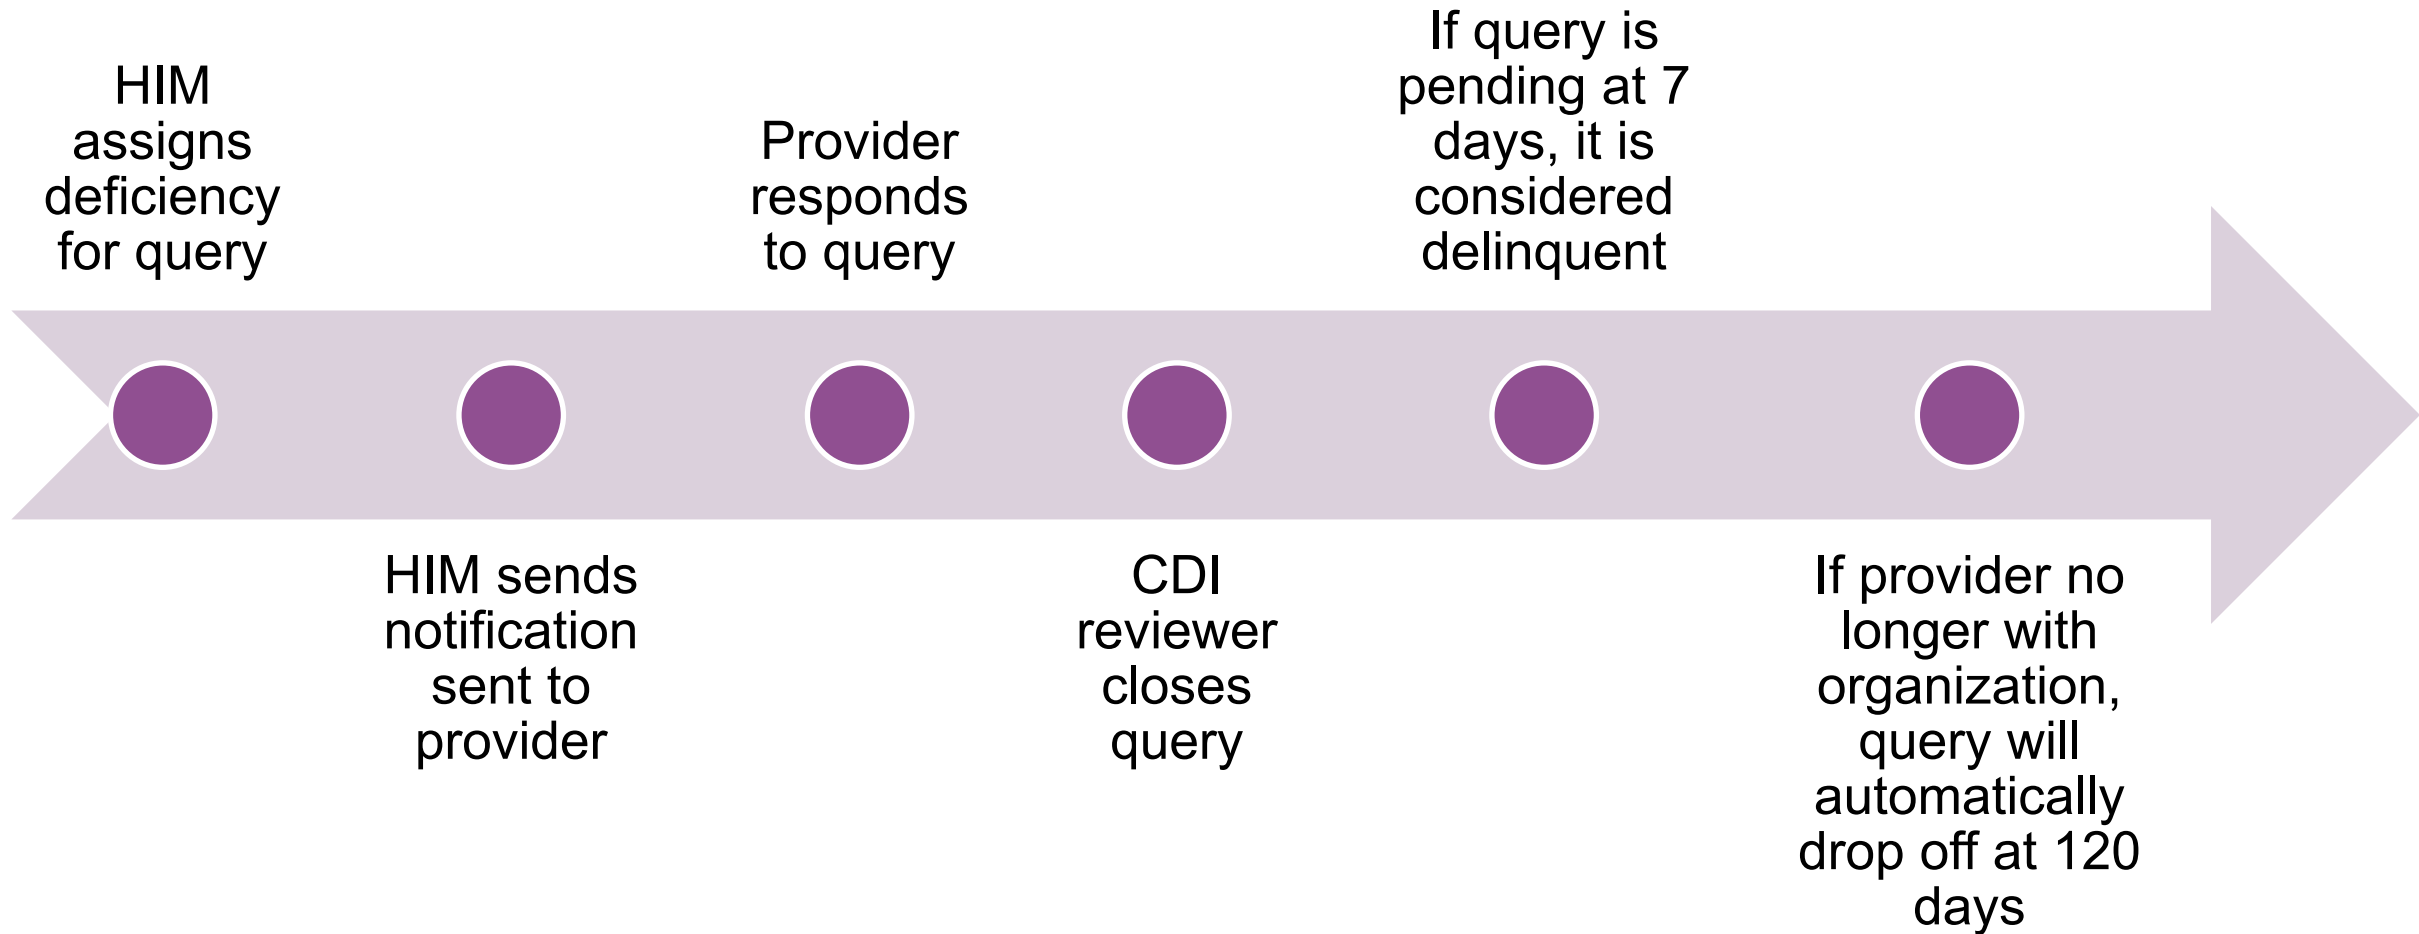 HIM
assigns
deficiency
for query
HIM sends
notification
sent to
provider
Provider
responds
to query
CDI
reviewer
closes
query
If query is
pending at 7
days, it is
considered
delinquent
If provider no
longer with
organization,
query will
automatically
drop off at 120
days